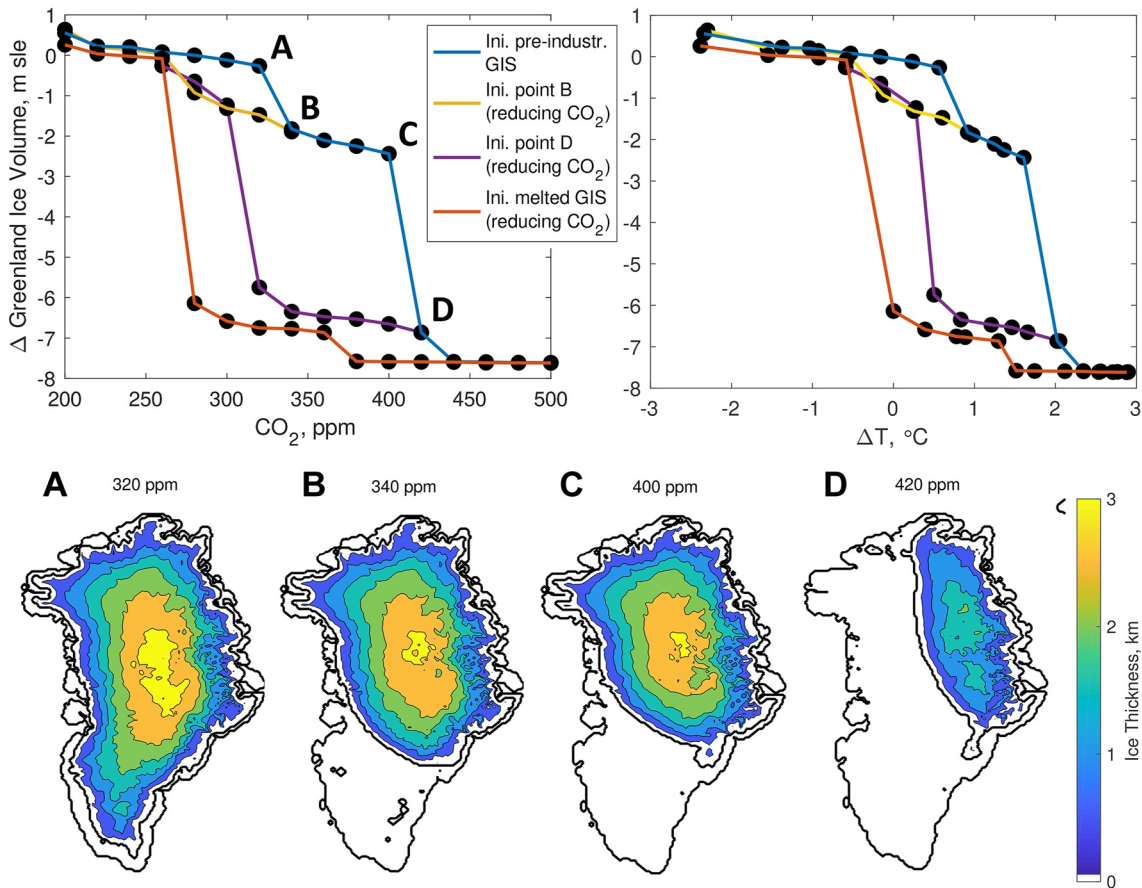 1
0
-1
-2
-3
-4
-5
-6
-7
-8
Δ Greenland Ice Volume, m sle
200
250
300
350
400
450
500
CO2, ppm
A
B
C
D
Ini. pre-industr.
GIS
Ini. point B
(reducing CO2)
Ini. point D
(reducing CO2)
Ini. melted GIS
(reducing CO2)
1
0
-1
-2
-3
-4
-5
-6
-7
-8
-3
-2
-1
0
1
2
3
ΔT, °C
A
320 ppm
B
340 ppm
C
400 ppm
D
420 ppm
3
2
1
0
Ice Thickness, km